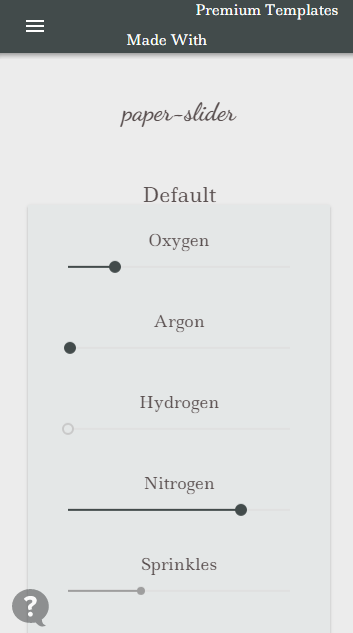 Premium Templates
Made With
paper-slider
Default
Oxygen
Argon
Hydrogen
Nitrogen
Sprinkles
?